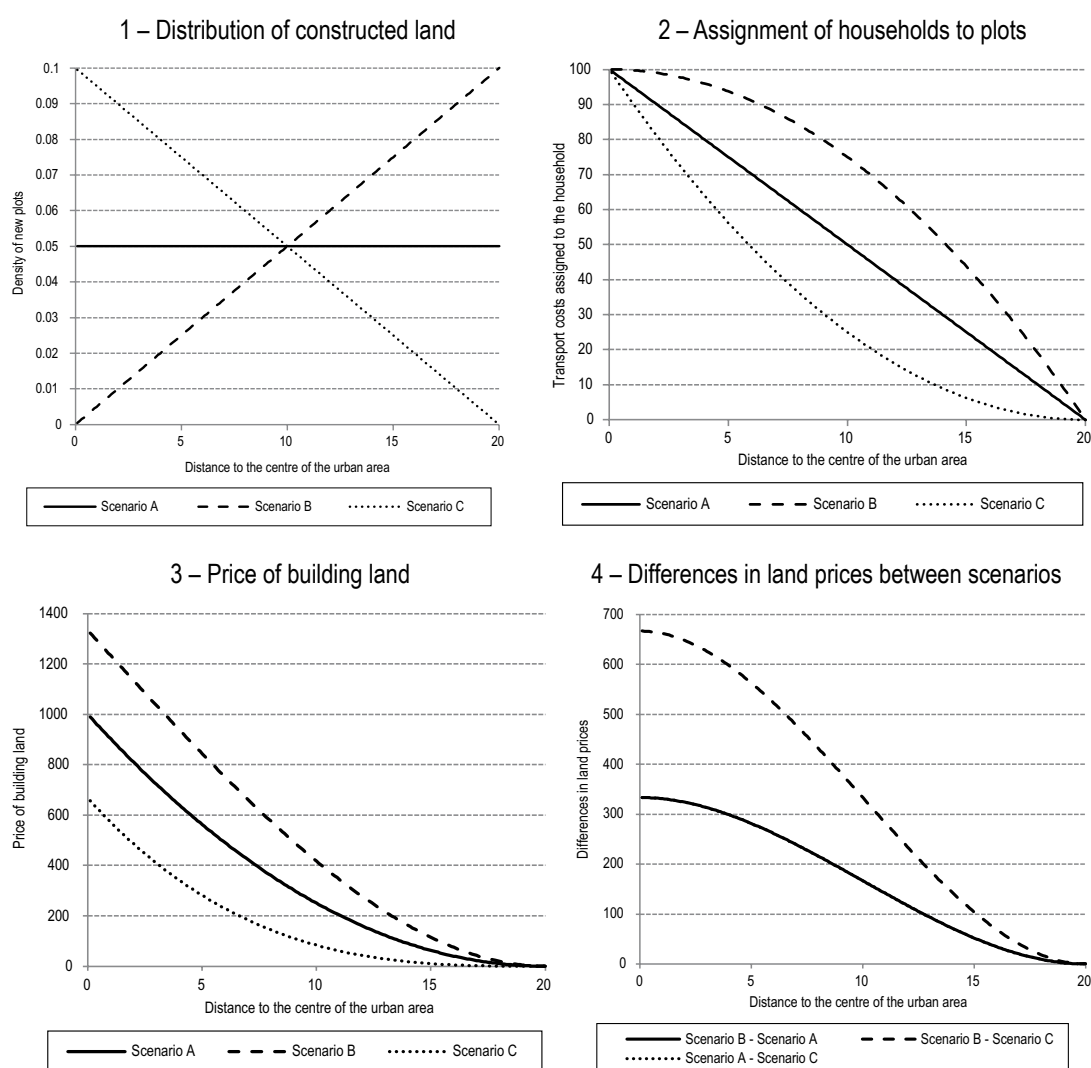 1 – Distribution of constructed land
0.1
0.09
0.08
0.07
0.06
0.05
0.04
0.03
0.02
0.01
0
Density of new plots
0 5 10 15 20
Distance to the centre of the urban area
Scenario A Scenario B Scenario C
2 – Assignment of households to plots
100
90
80
70
60
50
40
30
20
10
0
Transport costs assigned to the household
0 5 10 15 20
Distance to the centre of the urban area
Scenario A Scenario B Scenario C
3 – Price of building land
1400
1200
1000
800
600
400
200
0
Price of building land
0 5 10 15 20
Distance to the centre of the urban area
Scenario A Scenario B Scenario C
4 – Differences in land prices between scenarios
700
600
500
400
300
200
100
0
Differences in land prices
0 5 10 15 20
Distance to the centre of the urban area
Scenario B - Scenario A Scenario B - Scenario C
Scenario A - Scenario C